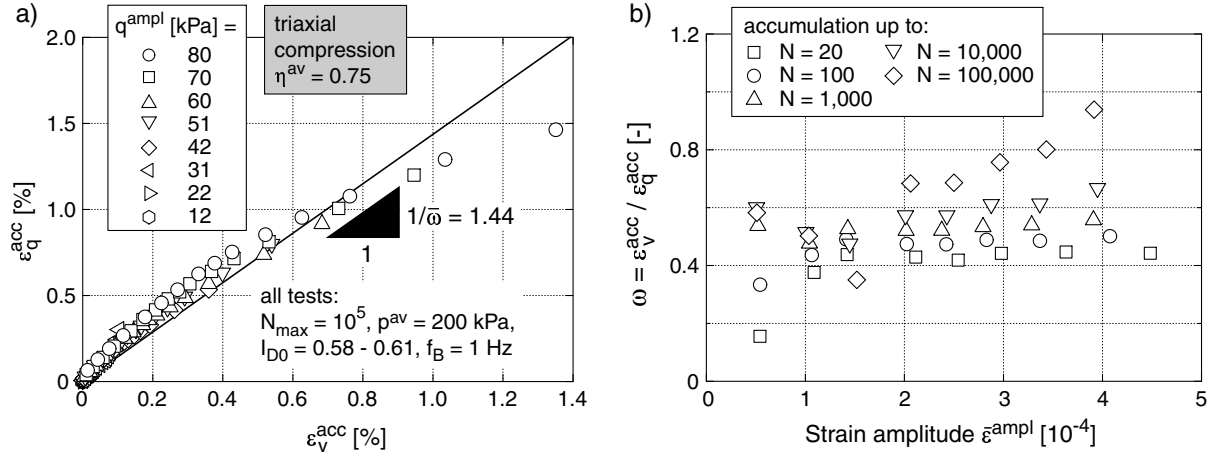 a)
q^ampl [kPa] =
80
70
60
51
42
31
22
12
triaxial
compression
η^av = 0.75
2.0
1.5
1.0
0.5
0
ε_q^acc [%]
1/ω̄ = 1.44
1
all tests:
N_max = 10^5, p^av = 200 kPa,
I_D0 = 0.58 - 0.61, f_B = 1 Hz
0 0.2 0.4 0.6 0.8 1.0 1.2 1.4
ε_v^acc [%]
b)
accumulation up to:
N = 20 N = 10,000
N = 100 N = 100,000
N = 1,000
1.2
0.8
0.4
0
ω = ε_v^acc / ε_q^acc [-]
0 1 2 3 4 5
Strain amplitude ε̄^ampl [10^-4]